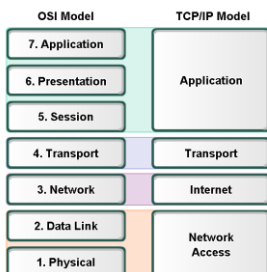 OSI Model
TCP/IP Model
7. Application
6. Presentation
5. Session
Application
4. Transport
Transport
3. Network
Internet
2. Data Link
1. Physical
Network
Access